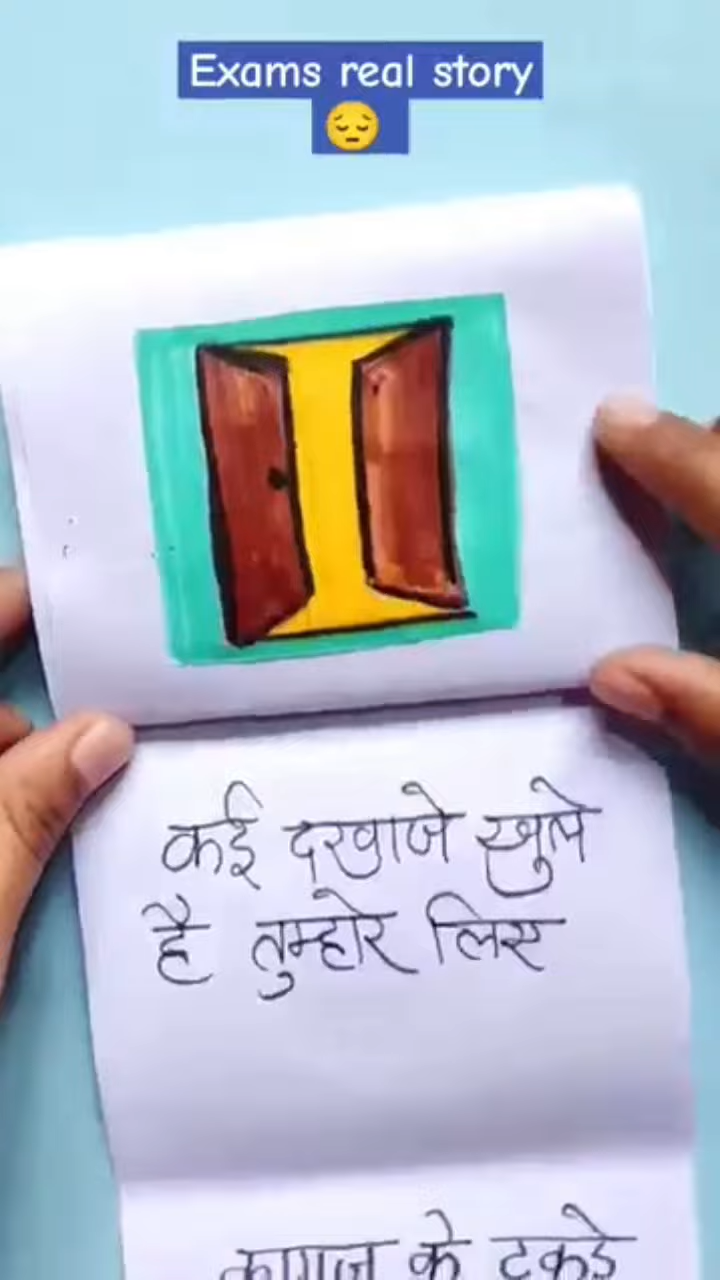 Exams real story
😔
कई दरवाजे खुले
है तुम्हारे लिए
कागज के टुकड़े